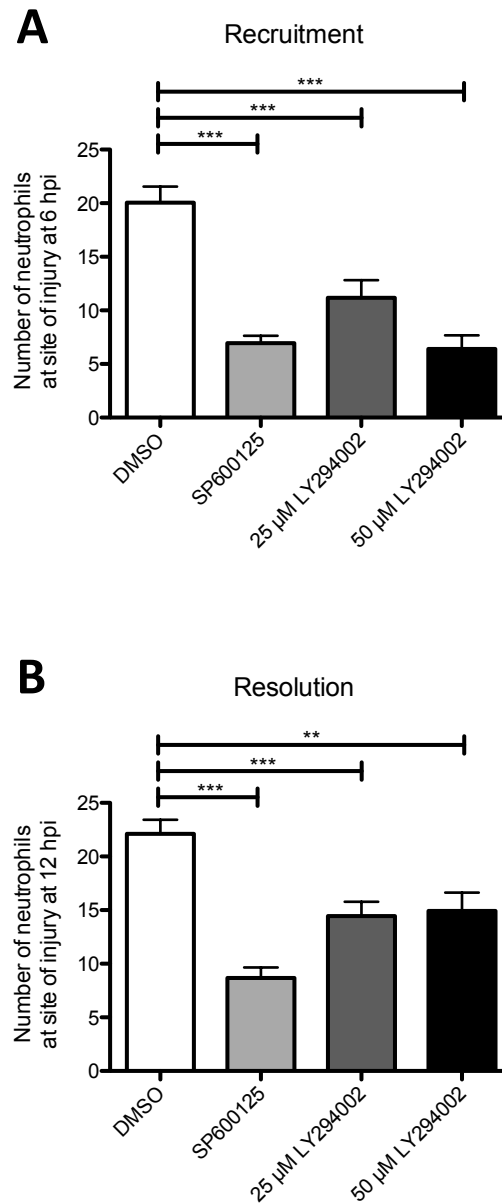 A
Recruitment
***
***
***
Number of neutrophils
at site of injury at 6 hpi
25
20
15
10
5
0
DMSO
SP600125
25 µM LY294002
50 µM LY294002
B
Resolution
**
***
***
Number of neutrophils
at site of injury at 12 hpi
25
20
15
10
5
0
DMSO
SP600125
25 µM LY294002
50 µM LY294002